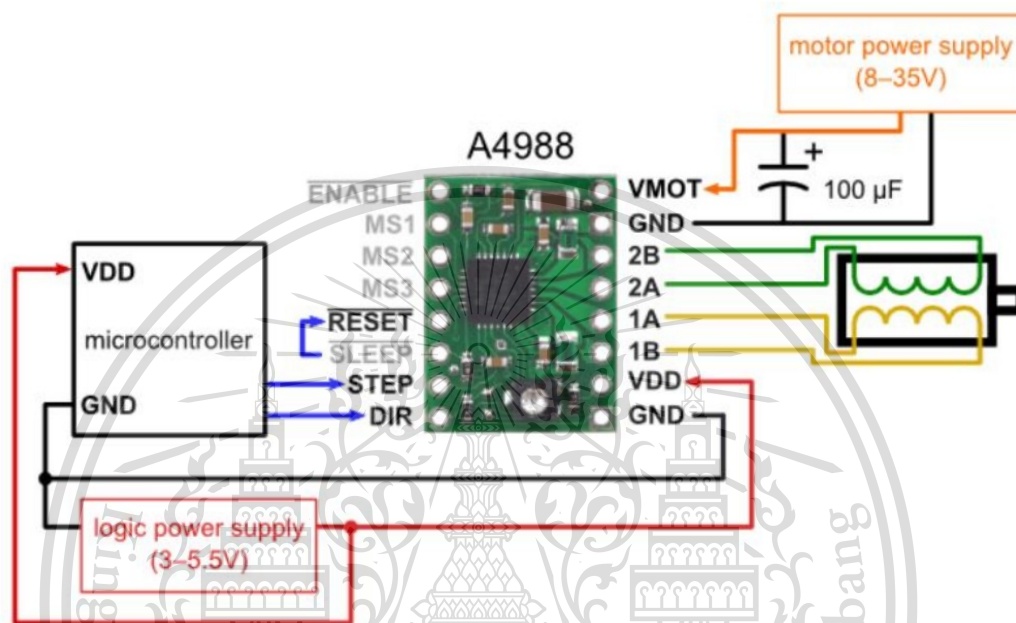 motor power supply
(8–35V)
A4988
ENABLE
VMOT
+
100 µF
MS1
GND
MS2
2B
MS3
2A
VDD
microcontroller
GND
RESET
1A
SLEEP
1B
STEP
VDD
DIR
GND
logic power supply
(3–5.5V)